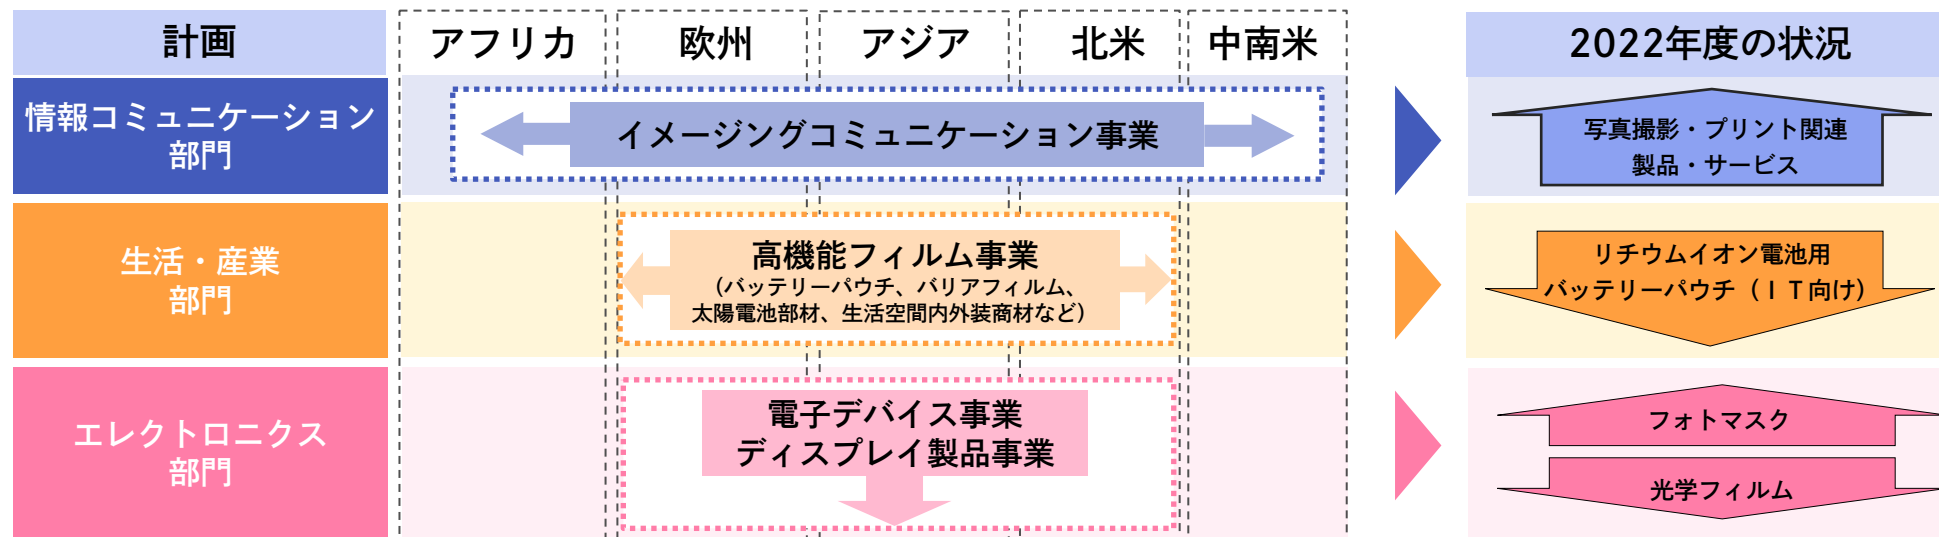 計画
アフリカ
欧州
アジア
北米
中南米
2022年度の状況
情報コミュニケーション
部門
イメージングコミュニケーション事業
写真撮影・プリント関連
製品・サービス
生活・産業
部門
高機能フィルム事業
（バッテリーパウチ、バリアフィルム、
太陽電池部材、生活空間内外装商材など）
リチウムイオン電池用
バッテリーパウチ（ＩＴ向け）
エレクトロニクス
部門
電子デバイス事業
ディスプレイ製品事業
フォトマスク
光学フィルム